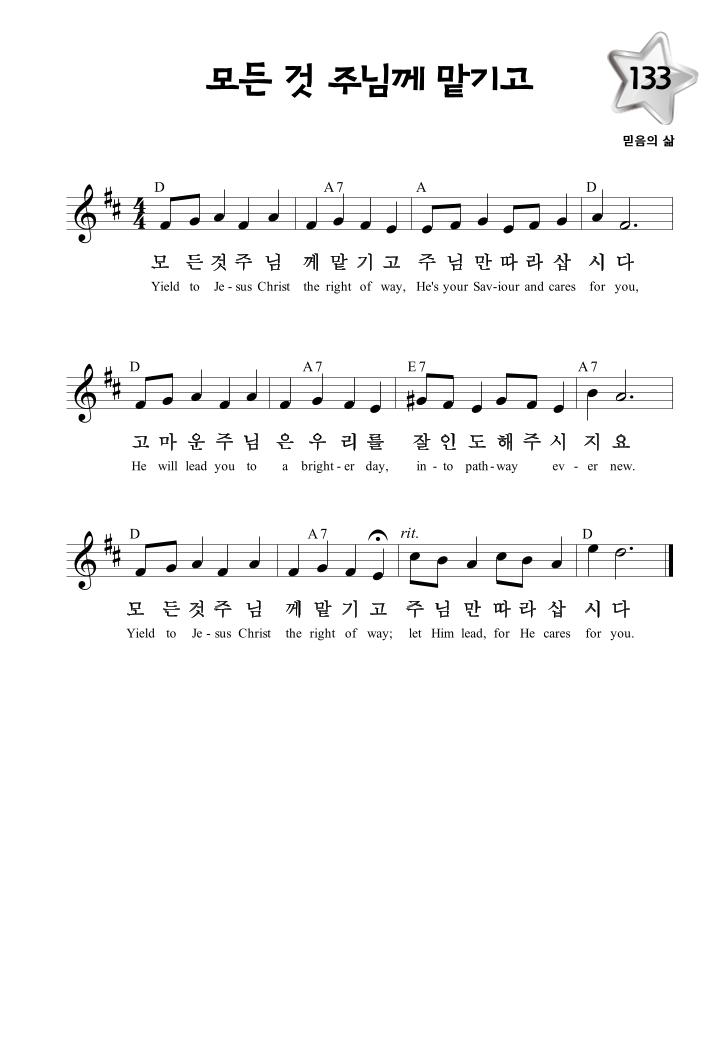 모든 것 주님께 맡기고
133
믿음의 삶
D A7 A D
모 든것주 님 께 맡 기 고 주 님 만 따 라 삽 시 다
Yield to Je - sus Christ the right of way, He's your Sav-iour and cares for you,
D A7 E7 A7
고 마 운 주 님 은 우 리 를 잘 인 도 해 주 시 지 요
He will lead you to a bright - er day, in - to path - way ev - er new.
D A7 rit. D
모 든것주 님 께 맡 기 고 주 님 만 따 라 삽 시 다
Yield to Je - sus Christ the right of way; let Him lead, for He cares for you.